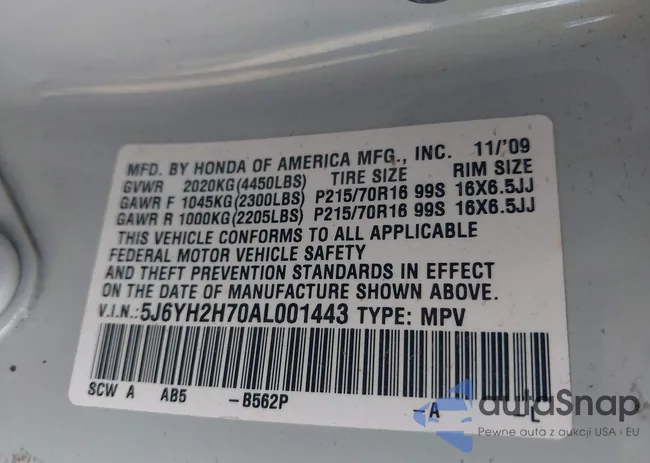 MFD. BY HONDA OF AMERICA MFG., INC. 11/'09
GVWR 2020KG(4450LBS) TIRE SIZE RIM SIZE
GAWR F 1045KG(2300LBS) P215/70R16 99S 16X6.5JJ
GAWR R 1000KG(2205LBS) P215/70R16 99S 16X6.5JJ
THIS VEHICLE CONFORMS TO ALL APPLICABLE
FEDERAL MOTOR VEHICLE SAFETY
AND THEFT PREVENTION STANDARDS IN EFFECT
ON THE DATE OF MANUFACTURE SHOWN ABOVE.
V.I.N.:5J6YH2H70AL001443 TYPE: MPV
SCW A AB5 -B562P -A -L
autaSnap
Pewne auta z aukcji USA i EU